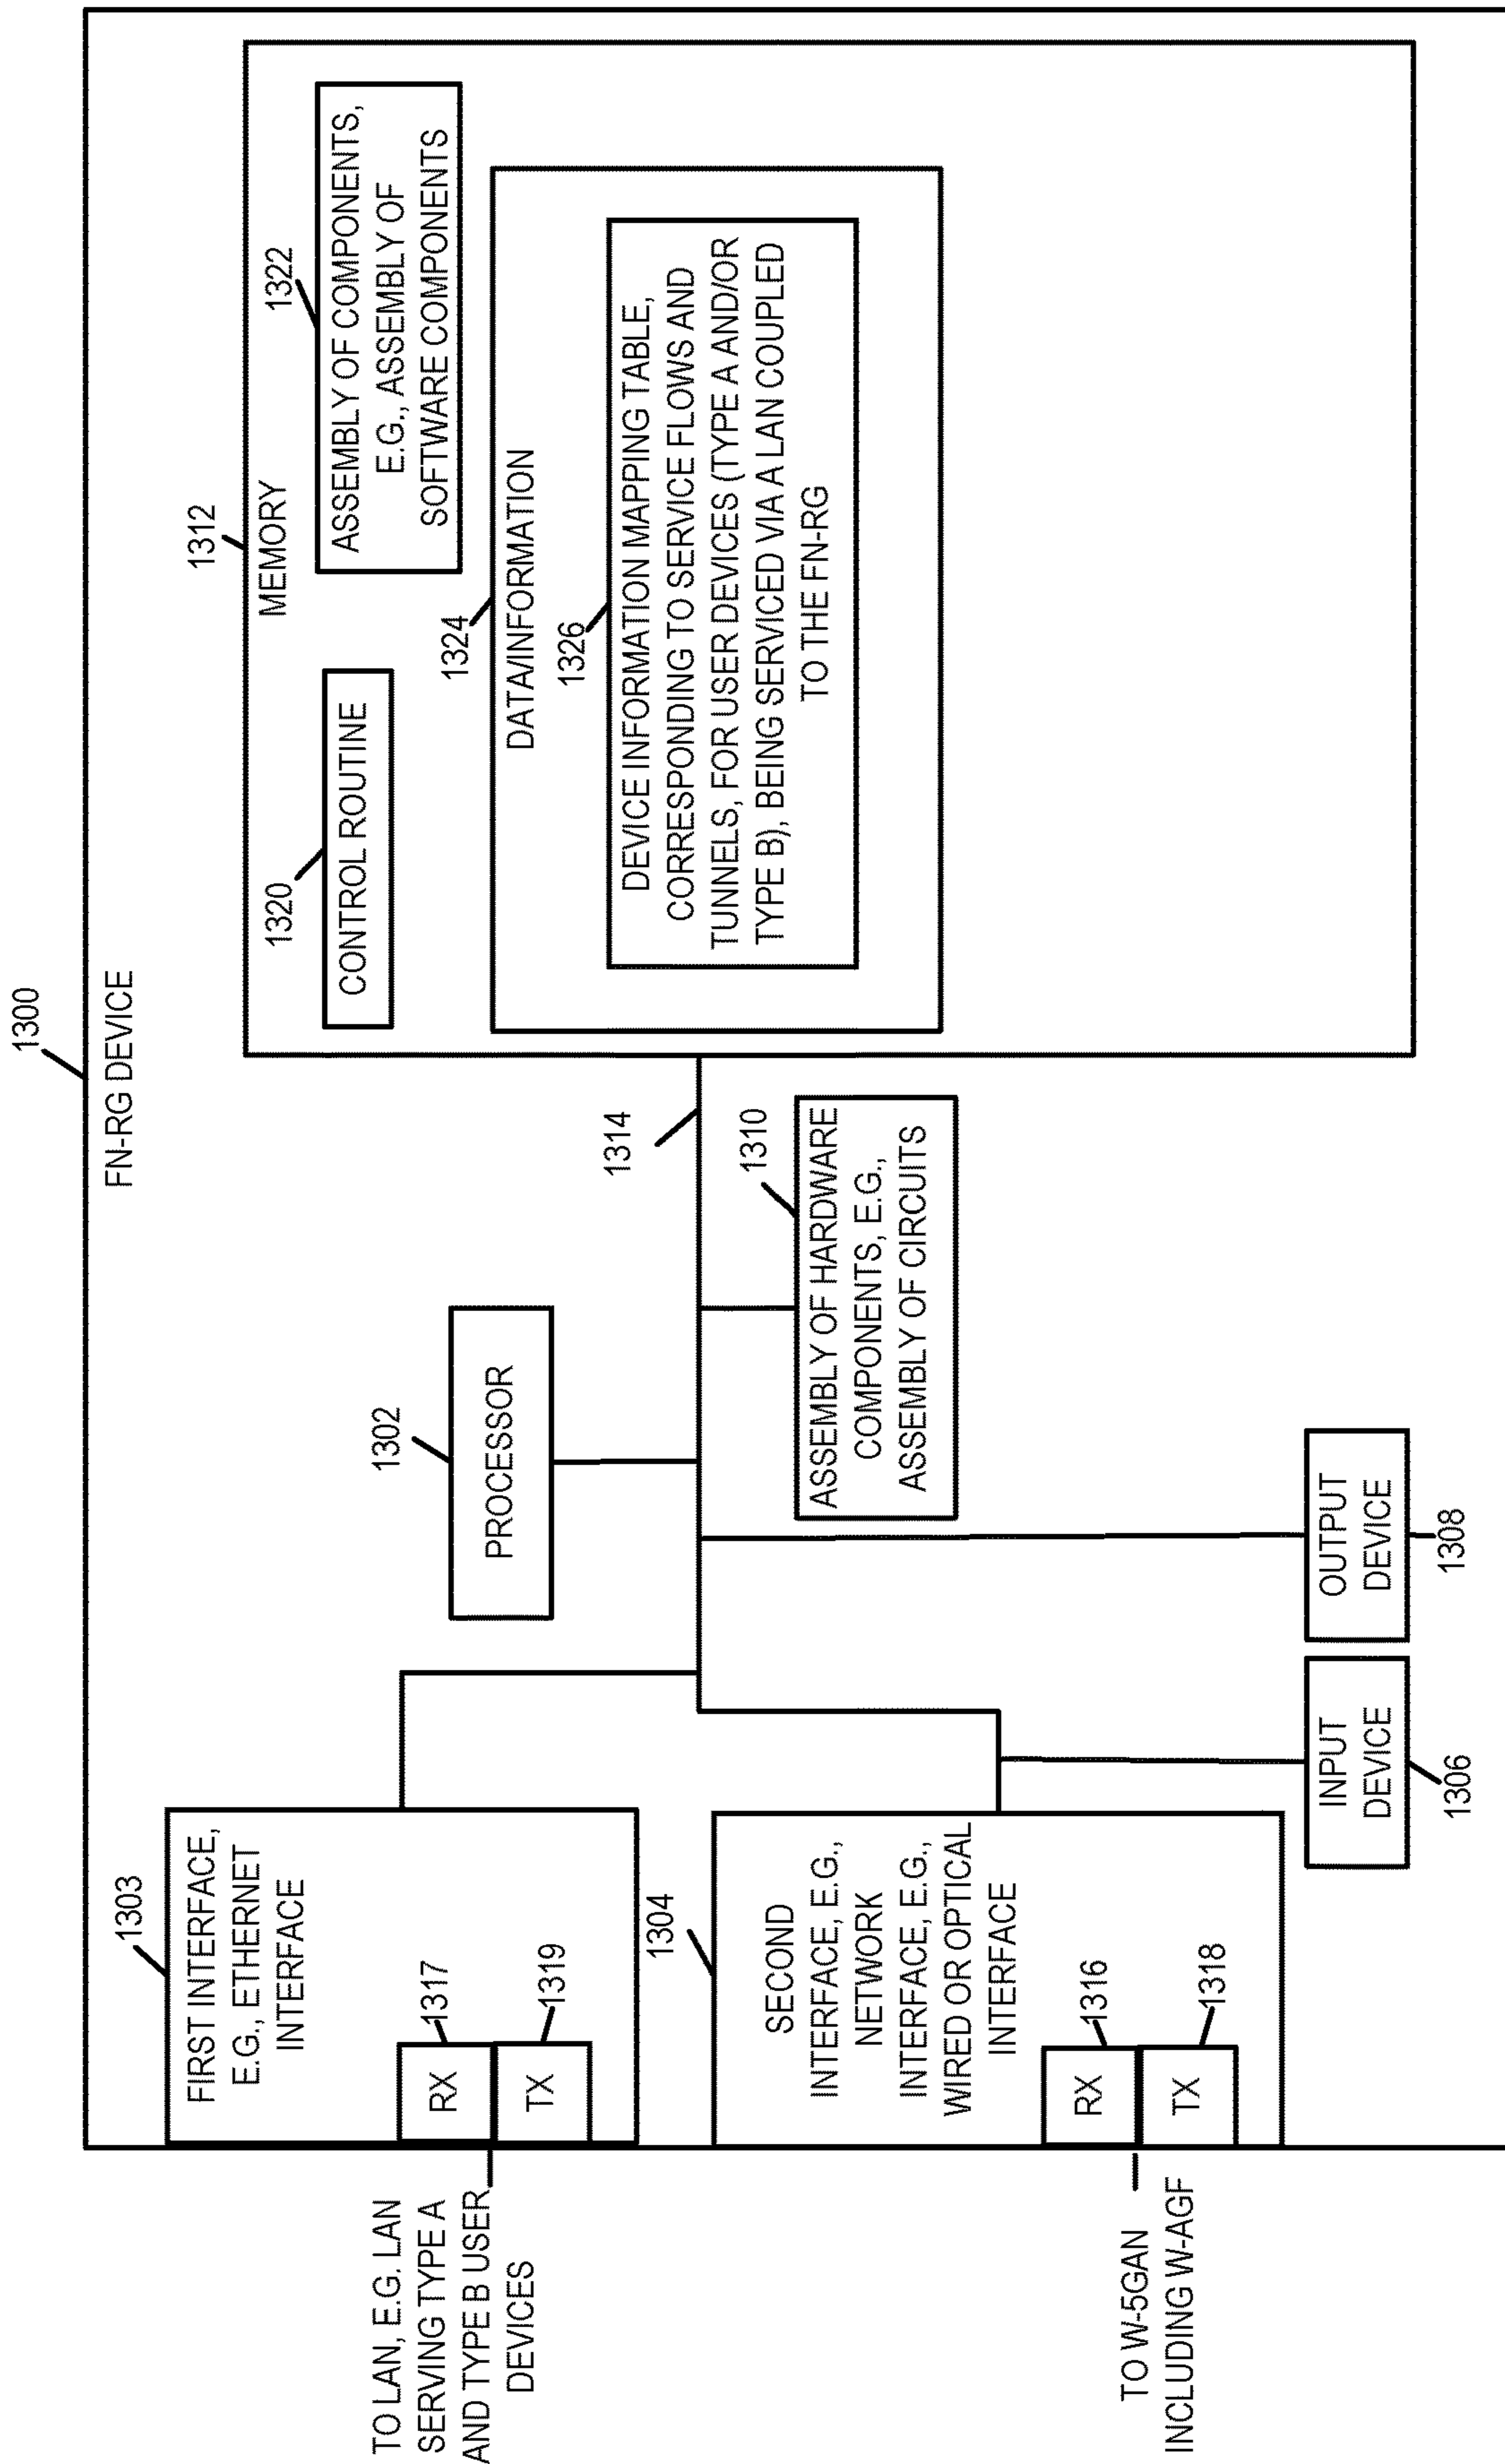 1300
FN-RG DEVICE
1303
FIRST INTERFACE,
E.G., ETHERNET
INTERFACE
RX
1317
TX
1319
TO LAN, E.G. LAN
SERVING TYPE A
AND TYPE B USER
DEVICES
1304
SECOND
INTERFACE, E.G.,
NETWORK
INTERFACE, E.G.,
WIRED OR OPTICAL
INTERFACE
RX
1316
TX
1318
TO W-5GAN
INCLUDING W-AGF
INPUT
DEVICE
1306
OUTPUT
DEVICE
1308
1302
PROCESSOR
1314
1310
ASSEMBLY OF HARDWARE
COMPONENTS, E.G.,
ASSEMBLY OF CIRCUITS
1312
MEMORY
1320
CONTROL ROUTINE
1322
ASSEMBLY OF COMPONENTS,
E.G., ASSEMBLY OF
SOFTWARE COMPONENTS
1324
DATA/INFORMATION
1326
DEVICE INFORMATION MAPPING TABLE,
CORRESPONDING TO SERVICE FLOWS AND
TUNNELS, FOR USER DEVICES (TYPE A AND/OR
TYPE B), BEING SERVICED VIA A LAN COUPLED
TO THE FN-RG